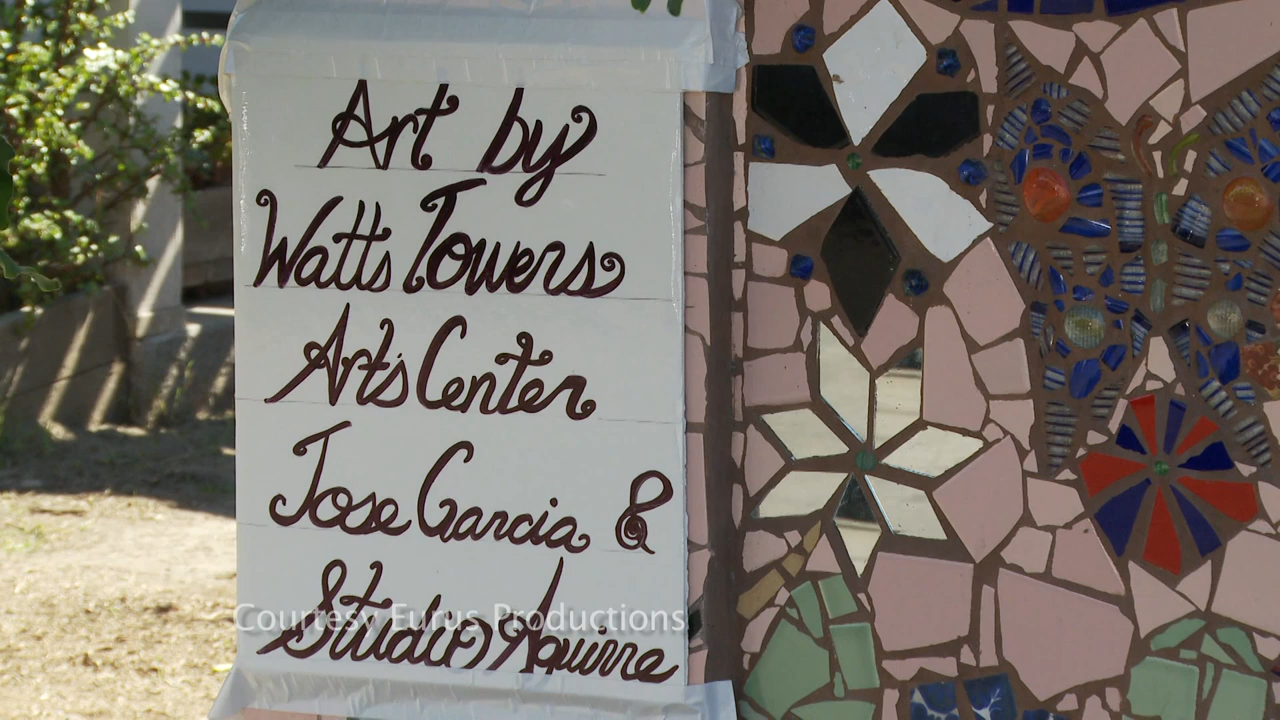 Art by
Watts Towers
Arts Center
Jose Garcia &
Courtesy Eurus Productions
Studio Aguirre